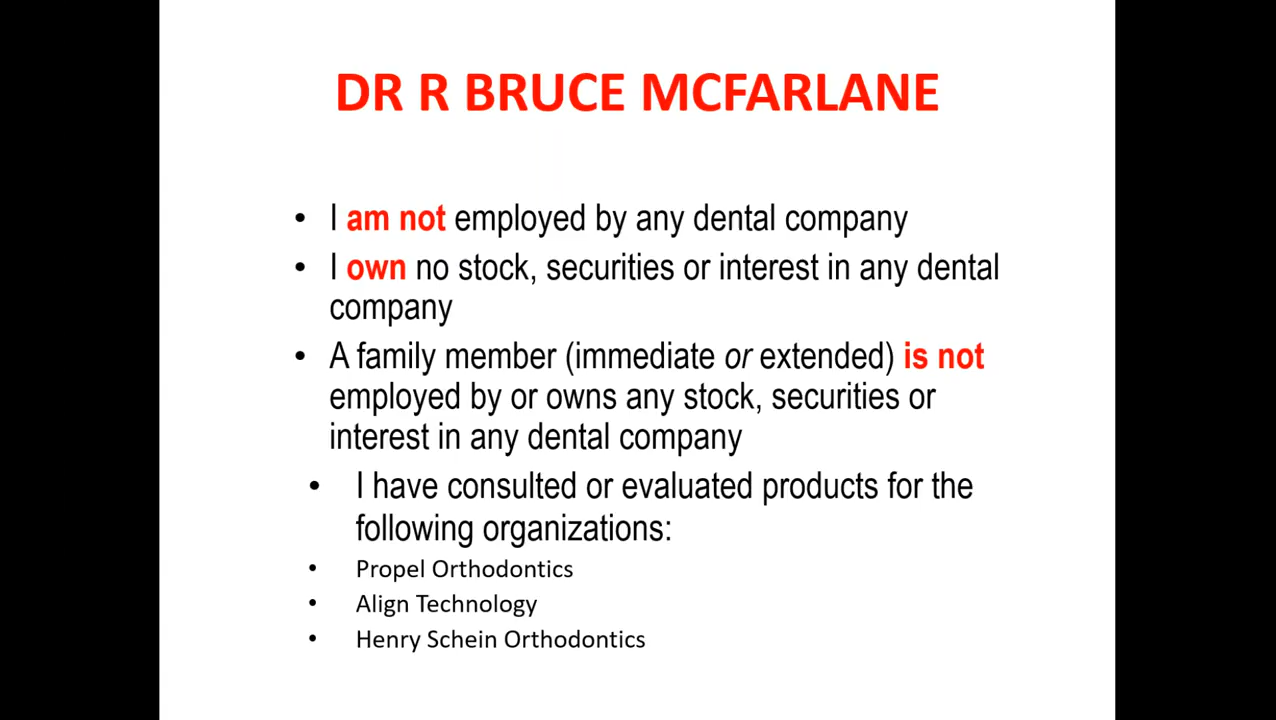 DR R BRUCE MCFARLANE
• I am not employed by any dental company
• I own no stock, securities or interest in any dental
company
• A family member (immediate or extended) is not
employed by or owns any stock, securities or
interest in any dental company
• I have consulted or evaluated products for the
following organizations:
• Propel Orthodontics
• Align Technology
• Henry Schein Orthodontics